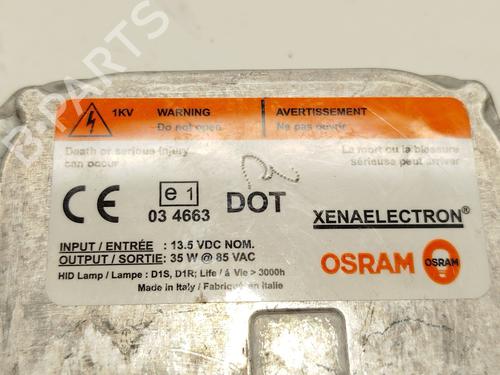 B-PARTS
1KV
WARNING
Do not open
AVERTISSEMENT
Ne pas ouvrir
Death or serious injury
can occur
La mort ou la blessure
sérieuse peut arriver
CE
e 1
03 4663
DOT
XENAELECTRON®
INPUT / ENTRÉE : 13.5 VDC NOM.
OUTPUT / SORTIE: 35 W @ 85 VAC
HID Lamp / Lampe : D1S, D1R; Life / á Vie > 3000h
Made in Italy / Fabriqué en Italie
OSRAM
OSRAM